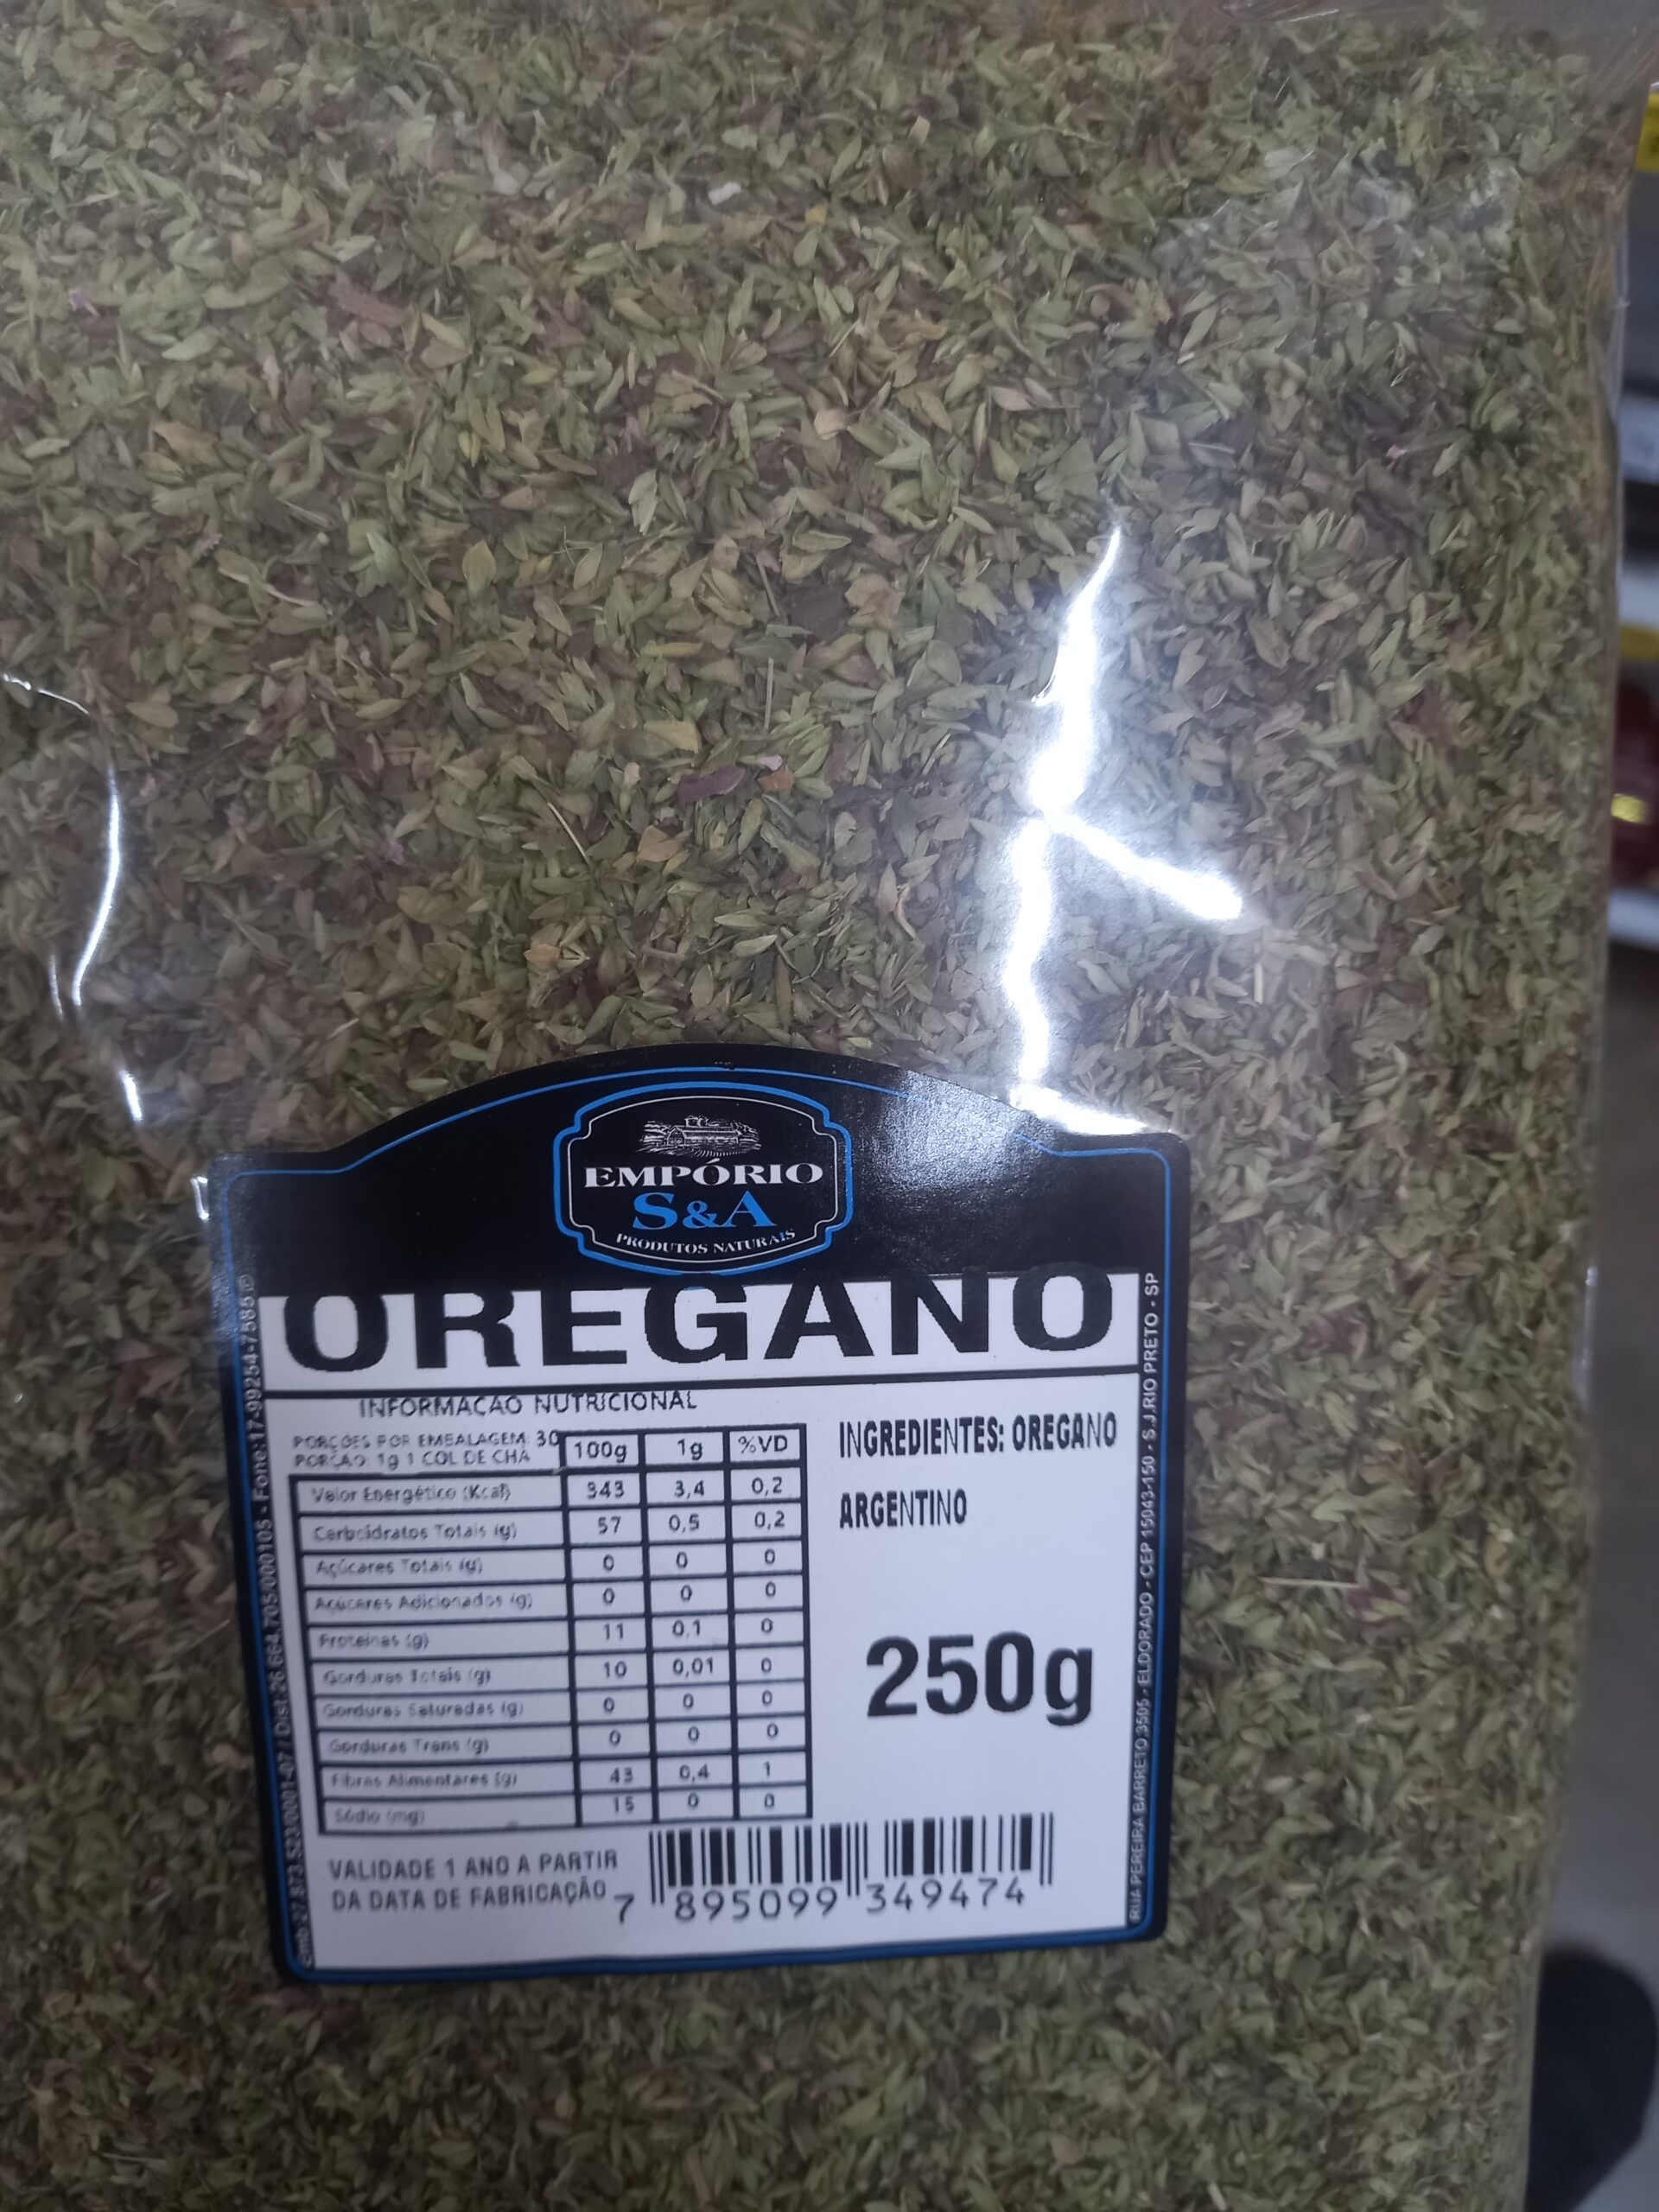 EMPÓRIO
S&A
PRODUTOS NATURAIS
OREGANO
INFORMAÇÃO NUTRICIONAL
PORÇÕES POR EMBALAGEM: 30
PORÇÃO: 1g 1 COL DE CHÁ
100g 1g %VD
Valor Energético (Kcal) 343 3,4 0,2
Carboidratos Totais (g) 57 0,5 0,2
Açúcares Totais (g) 0 0 0
Açúcares Adicionados (g) 0 0 0
Proteínas (g) 11 0,1 0
Gorduras Totais (g) 10 0,01 0
Gorduras Saturadas (g) 0 0 0
Gorduras Trans (g) 0 0 0
Fibras Alimentares (g) 43 0,4 1
Sódio (mg) 15 0 0
INGREDIENTES: OREGANO
ARGENTINO
250g
VALIDADE 1 ANO A PARTIR
DA DATA DE FABRICAÇÃO
7 895099 349474
Fone:17-99254-7585
RUA PEREIRA BARRETO,3505 - ELDORADO - CEP 15043-150 - S.J.RIO PRETO - SP